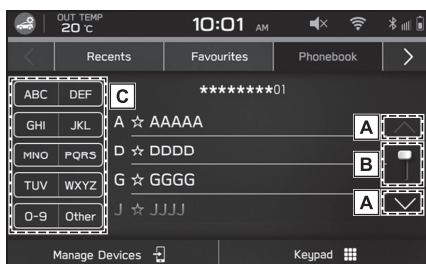 OUT TEMP
20 °C
10:01 AM
Recents Favourites Phonebook
ABC DEF C ********01
GHI JKL A ☆ AAAAA A
MNO PQRS D ☆ DDDD B
TUV WXYZ G ☆ GGGG
0-9 Other J ☆ JJJJ A
Manage Devices Keypad